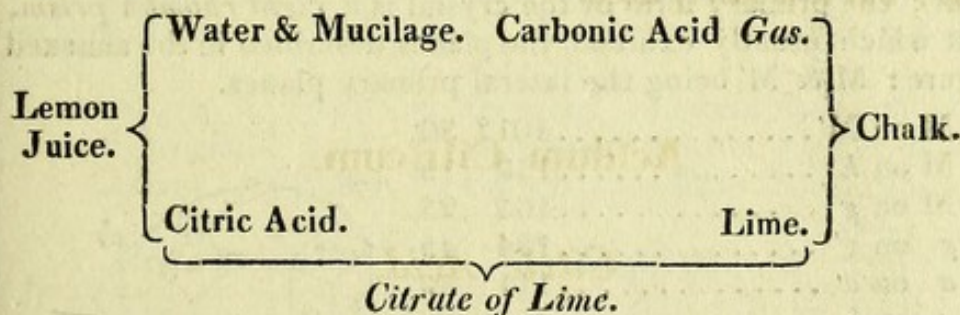 Water & Mucilage. Carbonic Acid Gas.
Lemon
Juice.
Chalk.
Citric Acid. Lime.
Citrate of Lime.